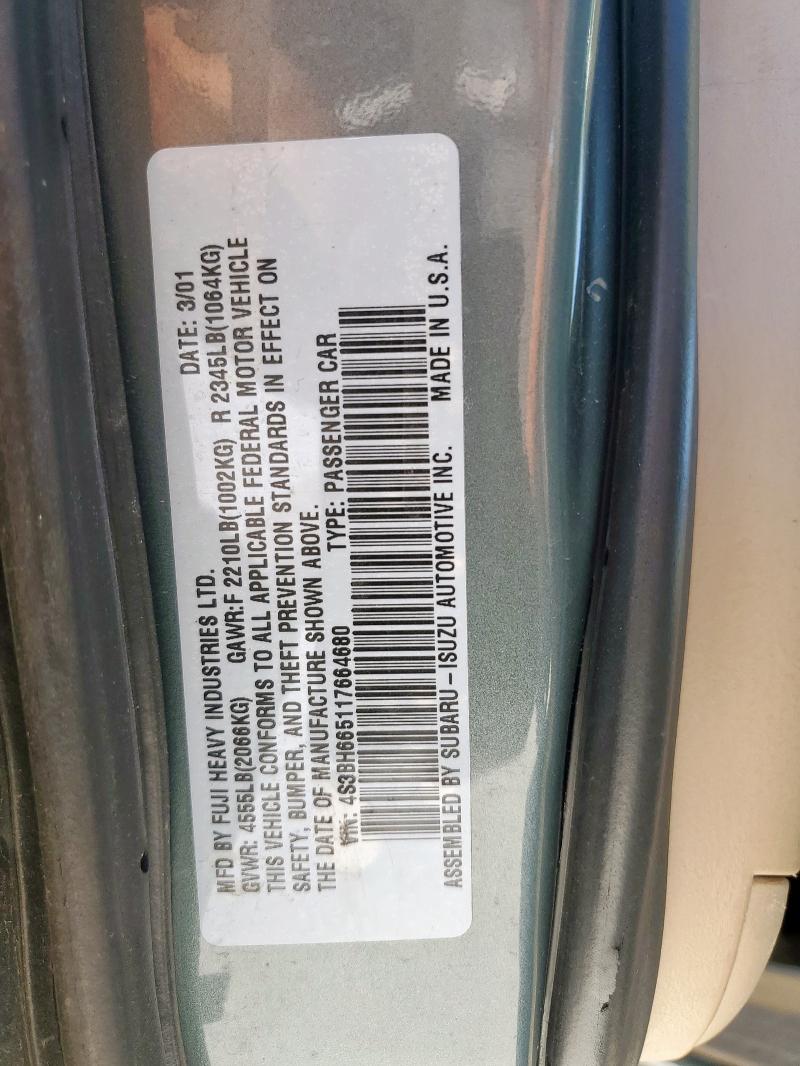 MFD BY FUJI HEAVY INDUSTRIES LTD. DATE: 3/01
GVWR: 4555LB(2066KG) GAWR:F 2210LB(1002KG) R 2345LB(1064KG)
THIS VEHICLE CONFORMS TO ALL APPLICABLE FEDERAL MOTOR VEHICLE
SAFETY, BUMPER, AND THEFT PREVENTION STANDARDS IN EFFECT ON
THE DATE OF MANUFACTURE SHOWN ABOVE.
VIN: 4S3BH665117664680 TYPE: PASSENGER CAR
ASSEMBLED BY SUBARU-ISUZU AUTOMOTIVE INC. MADE IN U.S.A.